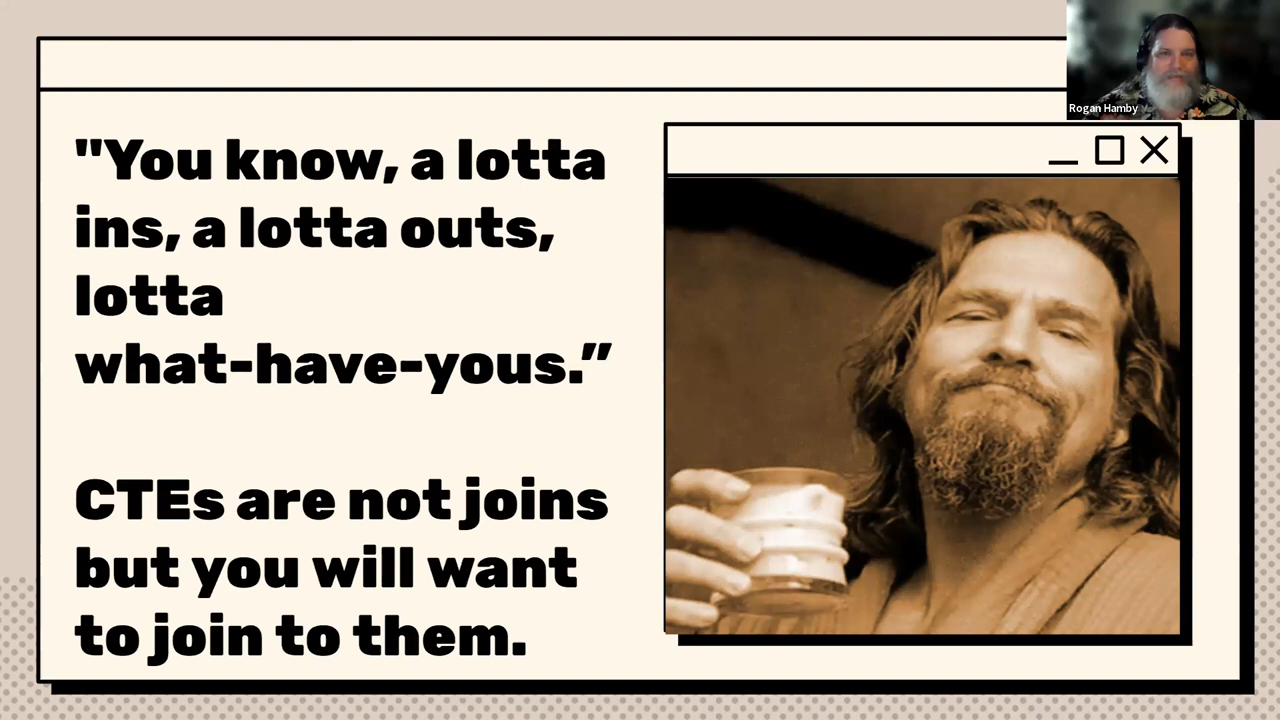 Rogan Hamby
"You know, a lotta
ins, a lotta outs,
lotta
what-have-yous.”
CTEs are not joins
but you will want
to join to them.